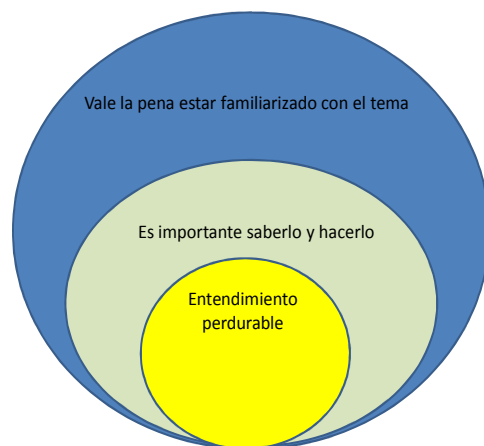 Vale la pena estar familiarizado con el tema
Es importante saberlo y hacerlo
Entendimiento
perdurable